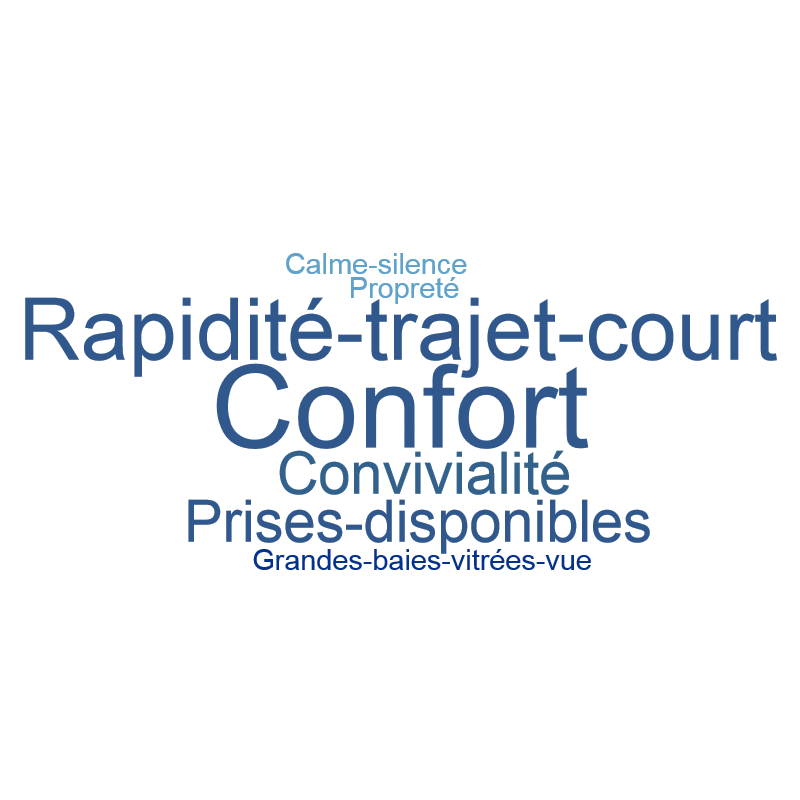 Calme-silence
Propreté
Rapidité-trajet-court
Confort
Convivialité
Prises-disponibles
Grandes-baies-vitrées-vue